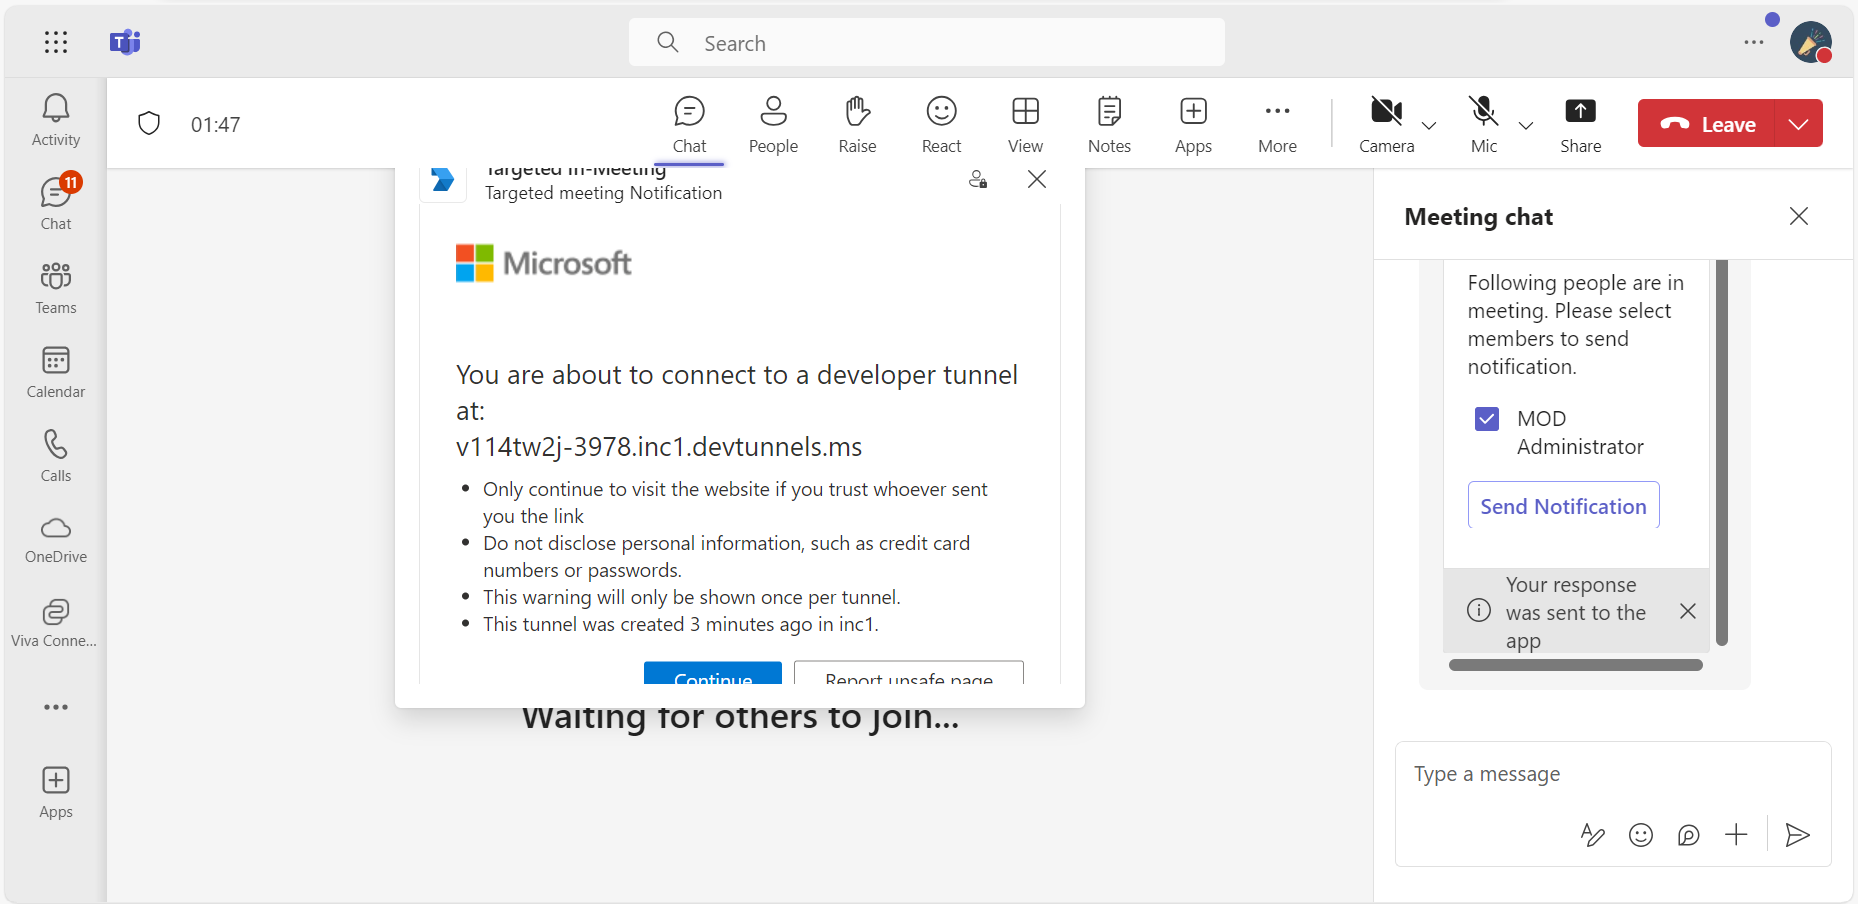 Search
Activity
11
Chat
Teams
Calendar
Calls
OneDrive
Viva Conne...
Apps
01:47
Chat
People
Raise
React
View
Notes
Apps
More
Camera
Mic
Share
Leave
Targeted In-Meeting
Targeted meeting Notification
Microsoft
You are about to connect to a developer tunnel
at:
v114tw2j-3978.inc1.devtunnels.ms
• Only continue to visit the website if you trust whoever sent
you the link
• Do not disclose personal information, such as credit card
numbers or passwords.
• This warning will only be shown once per tunnel.
• This tunnel was created 3 minutes ago in inc1.
Continue
Report unsafe page
Waiting for others to join...
Meeting chat
Following people are in
meeting. Please select
members to send
notification.
MOD
Administrator
Send Notification
Your response
was sent to the
app
Type a message